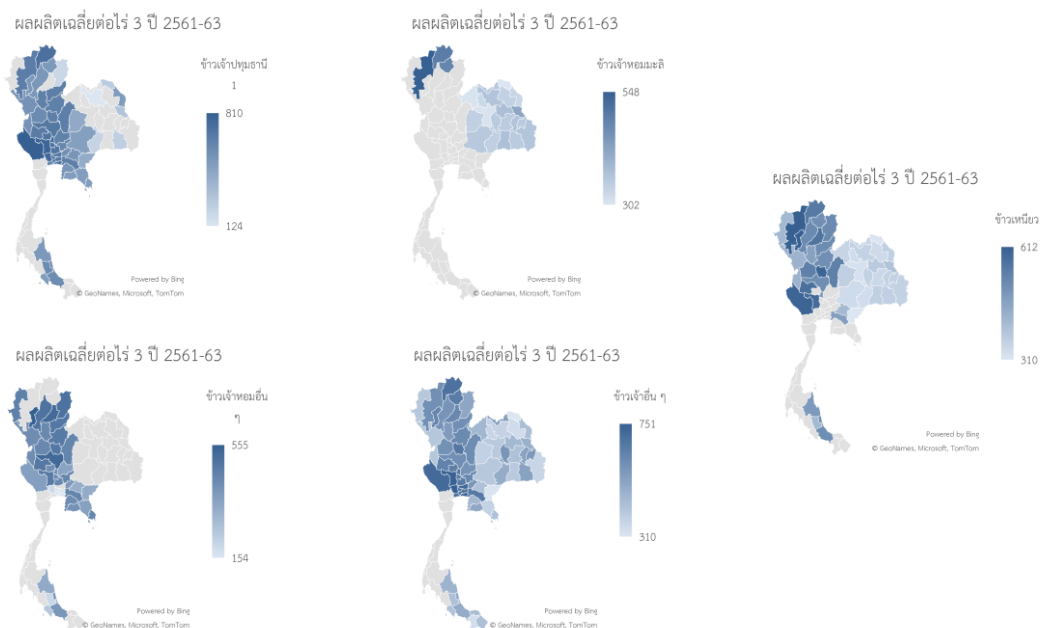 ผลผลิตเฉลี่ยต่อไร่ 3 ปี 2561-63
ข้าวเจ้าปทุมธานี
1
810
124
Powered by Bing
© GeoNames, Microsoft, TomTom
ผลผลิตเฉลี่ยต่อไร่ 3 ปี 2561-63
ข้าวเจ้าหอมมะลิ
548
302
Powered by Bing
© GeoNames, Microsoft, TomTom
ผลผลิตเฉลี่ยต่อไร่ 3 ปี 2561-63
ข้าวเหนียว
612
310
Powered by Bing
© GeoNames, Microsoft, TomTom
ผลผลิตเฉลี่ยต่อไร่ 3 ปี 2561-63
ข้าวเจ้าหอมอื่น
ๆ
555
154
Powered by Bing
© GeoNames, Microsoft, TomTom
ผลผลิตเฉลี่ยต่อไร่ 3 ปี 2561-63
ข้าวเจ้าอื่น ๆ
751
310
Powered by Bing
© GeoNames, Microsoft, TomTom